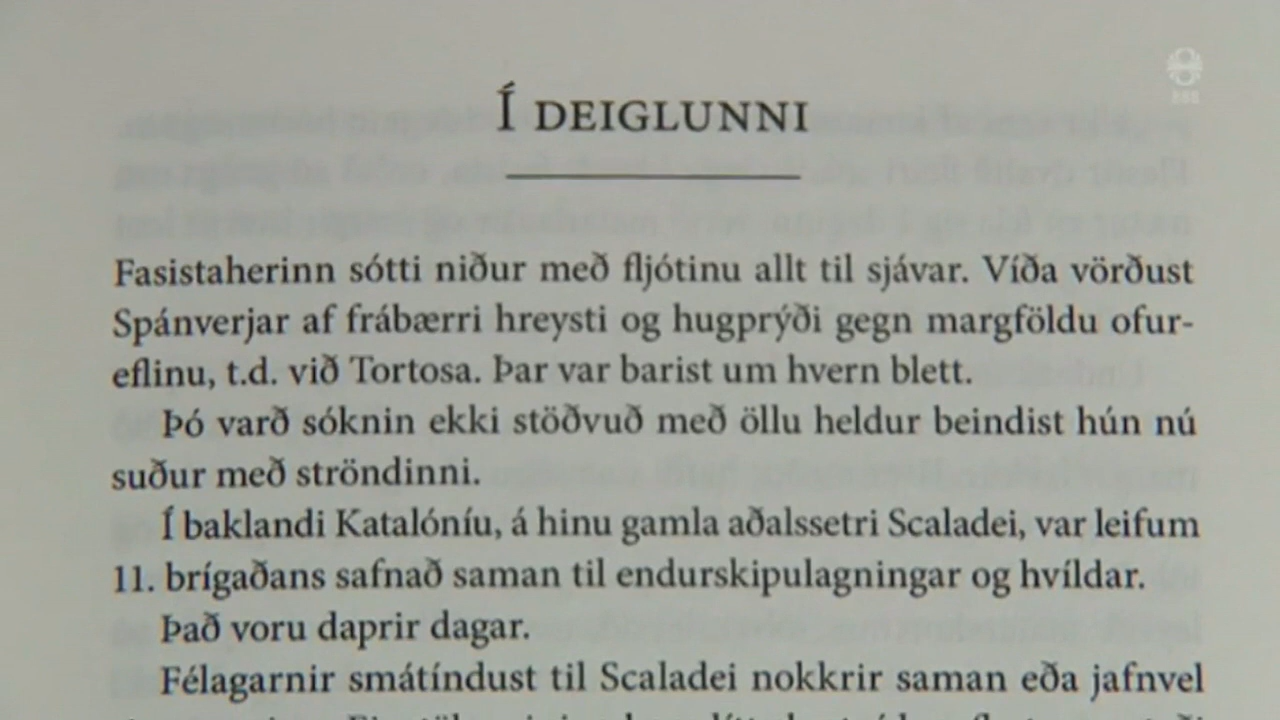 Í DEIGLUNNI
Fasistaherinn sótti niður með fljótinu allt til sjávar. Víða vörðust
Spánverjar af frábærri hreysti og hugprýði gegn margföldu ofur-
eflinu, t.d. við Tortosa. Þar var barist um hvern blett.
Þó varð sóknin ekki stöðvuð með öllu heldur beindist hún nú
suður með ströndinni.
Í baklandi Katalóníu, á hinu gamla aðalssetri Scaladei, var leifum
11. brígaðans safnað saman til endurskipulagningar og hvíldar.
Það voru daprir dagar.
Félagarnir smátíndust til Scaladei nokkrir saman eða jafnvel